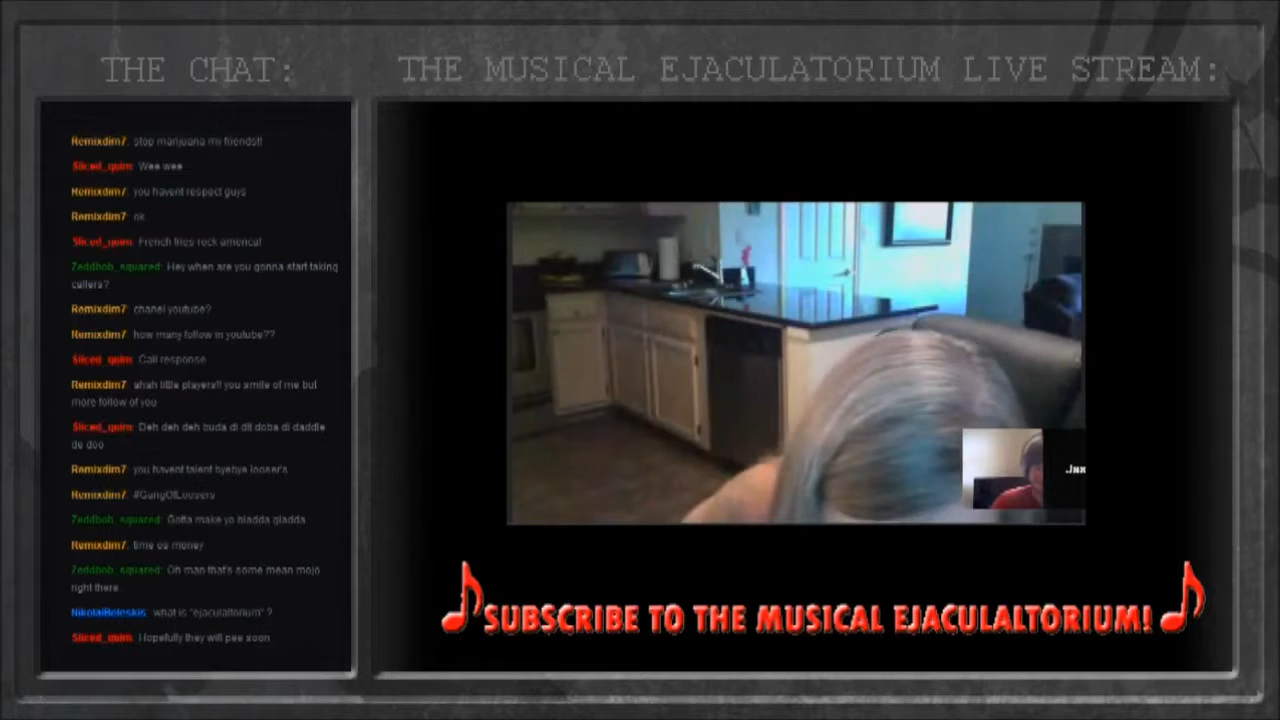 THE CHAT:
THE MUSICAL EJACULATORIUM LIVE STREAM:
Remixdim7: stop marijuana my friends!!
Sliced_quim: Wee wee
Remixdim7: you havent respect guys
Remixdim7: ok
Sliced_quim: French fries rock america!
Zeddbob_squared: Hey when are you gonna start taking
callers?
Remixdim7: chanel youtube?
Remixdim7: how many follow in youtube??
Sliced_quim: Call response
Remixdim7: ahah little players!! you smile of me but
more follow of you
Sliced_quim: Deh deh deh buda di dit doba di daddle
de doo
Remixdim7: you havent talent byebye looser's
Remixdim7: #GangOfLoosers
Zeddbob_squared: Gotta make yo bladda gladda
Remixdim7: time os money
Zeddbob_squared: Oh man that's some mean mojo
right there.
NikolaiBeleskis: what is "ejaculaltorium" ?
Sliced_quim: Hopefully they will pee soon
.Jax
SUBSCRIBE TO THE MUSICAL EJACULALTORIUM!